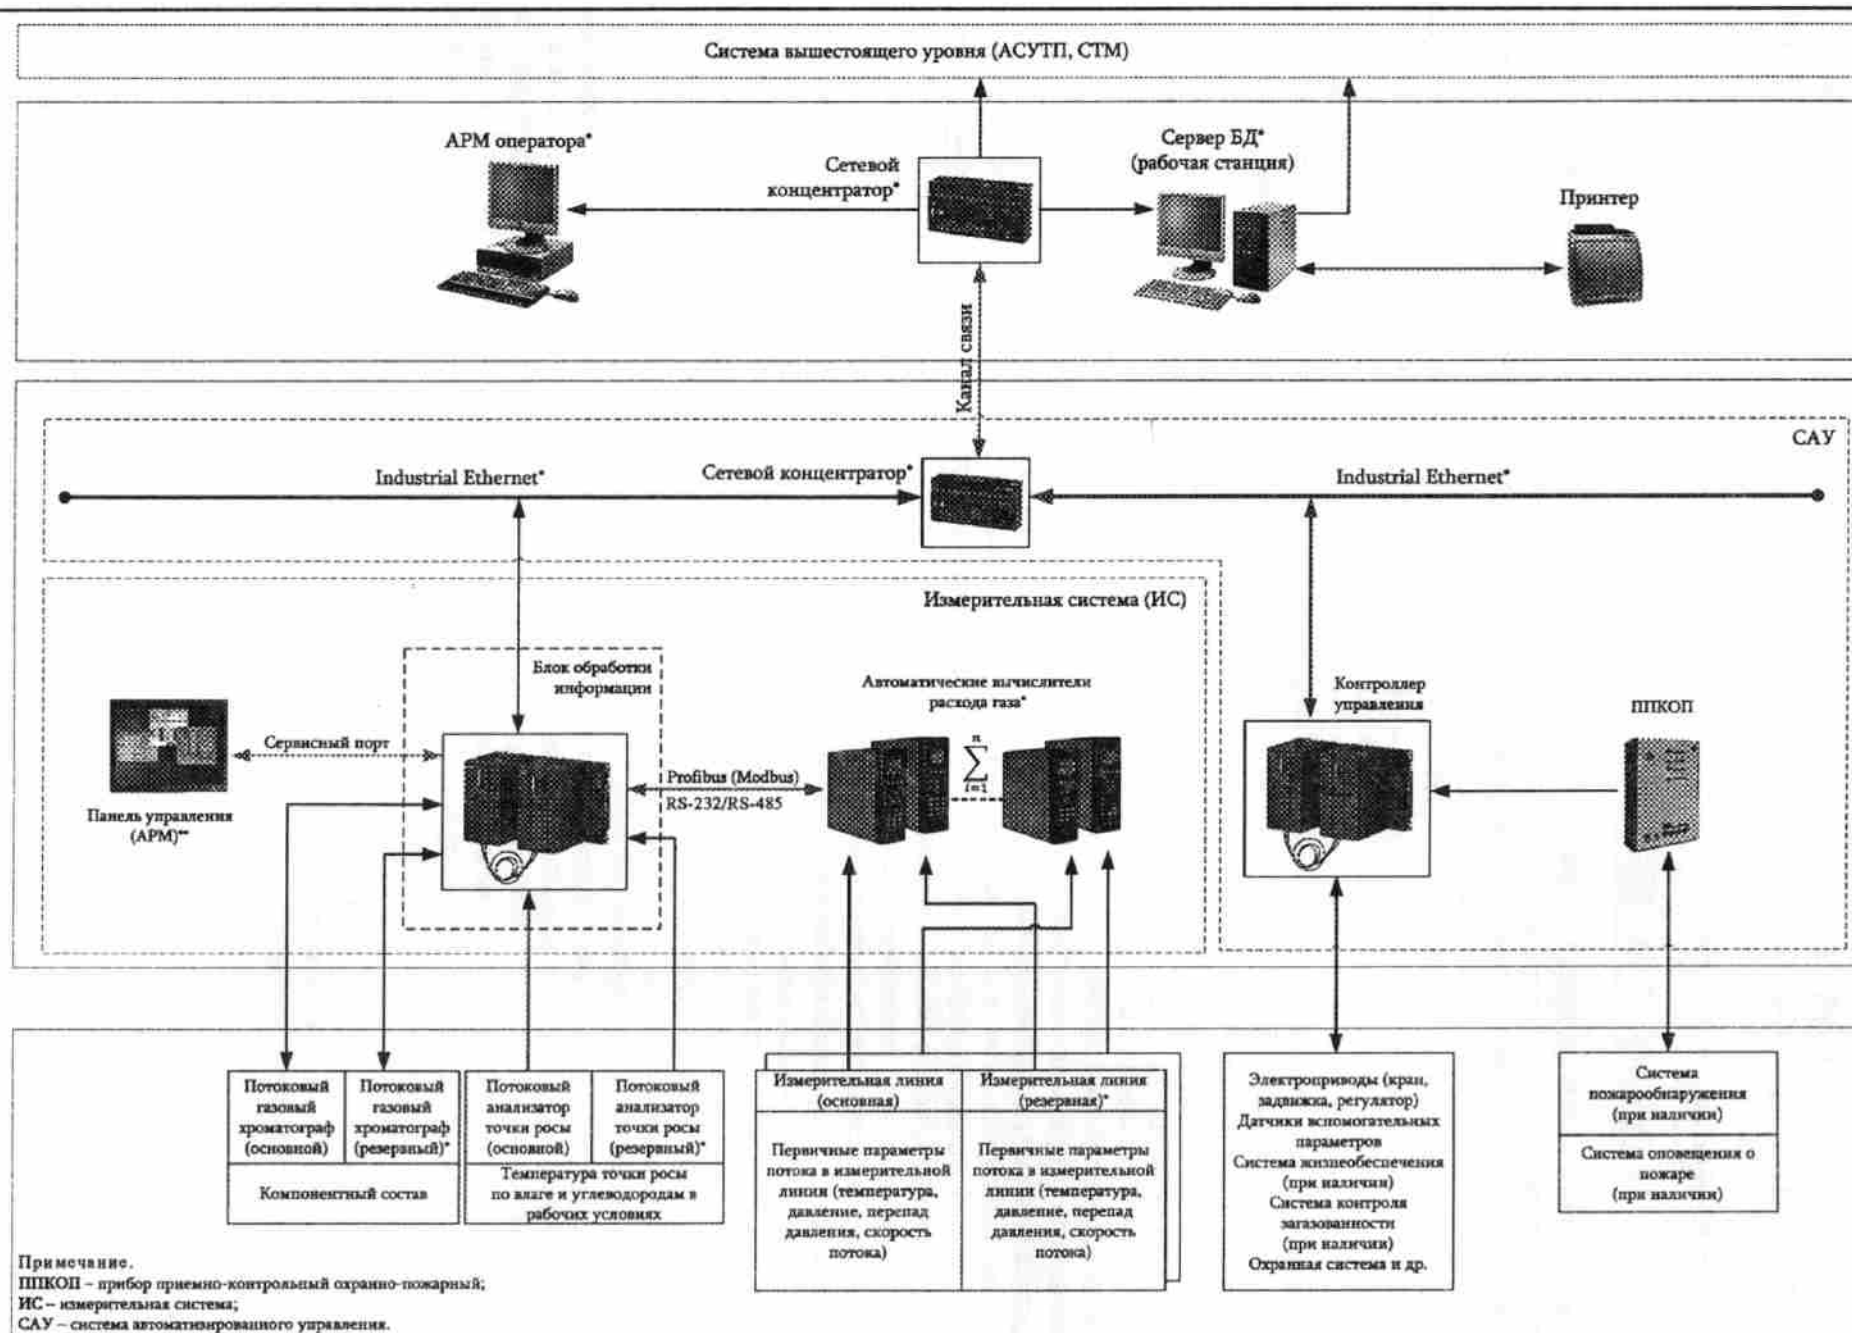 Система вышестоящего уровня (АСУТП, СТМ)
АРМ оператора*
Сетевой
концентратор*
Сервер БД*
(рабочая станция)
Принтер
Канал связи
САУ
Industrial Ethernet*
Сетевой концентратор*
Industrial Ethernet*
Измерительная система (ИС)
Блок обработки
информации
Автоматические вычислители
расхода газа*
Контроллер
управления
ППКОП
Сервисный порт
Profibus (Modbus)
RS-232/RS-485
n
∑
i=1
Панель управления
(АРМ)**
Потоковый
газовый
хроматограф
(основной)
Потоковый
газовый
хроматограф
(резервный)*
Компонентный состав
Потоковый
анализатор
точки росы
(основной)
Потоковый
анализатор
точки росы
(резервный)*
Температура точки росы
по влаге и углеводородам в
рабочих условиях
Измерительная линия
(основная)
Первичные параметры
потока в измерительной
линии (температура,
давление, перепад
давления, скорость
потока)
Измерительная линия
(резервная)*
Первичные параметры
потока в измерительной
линии (температура,
давление, перепад
давления, скорость
потока)
Электроприводы (кран,
задвижка, регулятор)
Датчики вспомогательных
параметров
Система жизнеобеспечения
(при наличии)
Система контроля
загазованности
(при наличии)
Охранная система и др.
Система
пожарообнаружения
(при наличии)
Система оповещения о
пожаре
(при наличии)
Примечание.
ППКОП – прибор приемно-контрольный охранно-пожарный;
ИС – измерительная система;
САУ – система автоматизированного управления.